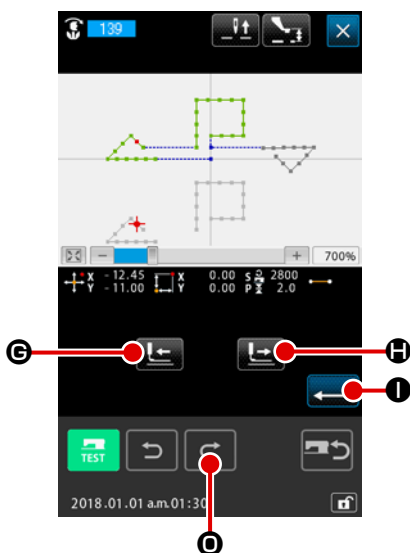 139
700%
X -12.45 X 0.00 S 2800
Y -11.00 Y 0.00 P 2.0
G
H
I
TEST
2018.01.01 a.m.01:30
O